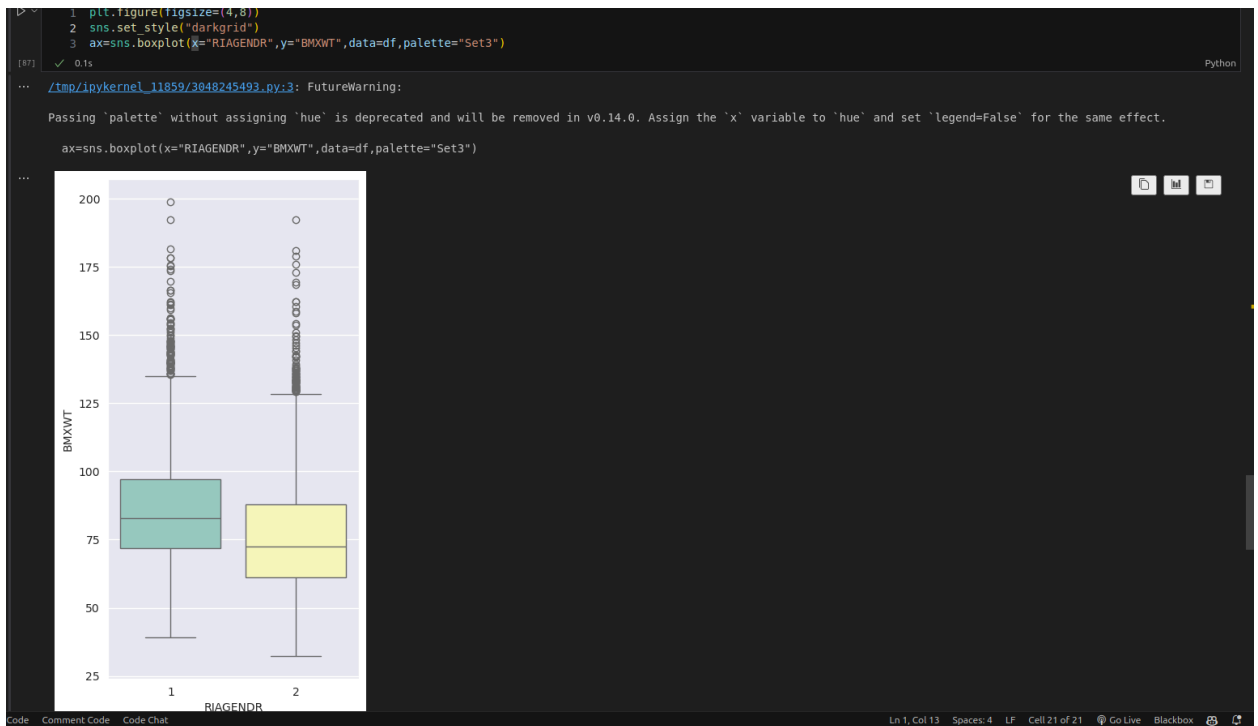 1 plt.figure(figsize=(4,8))
2 sns.set_style("darkgrid")
3 ax=sns.boxplot(x="RIAGENDR",y="BMXWT",data=df,palette="Set3")
[87] ✓ 0.1s Python
... /tmp/ipykernel_11859/3048245493.py:3: FutureWarning:
Passing `palette` without assigning `hue` is deprecated and will be removed in v0.14.0. Assign the `x` variable to `hue` and set `legend=False` for the same effect.
ax=sns.boxplot(x="RIAGENDR",y="BMXWT",data=df,palette="Set3")
...
200
175
150
125
BMXWT
100
75
50
25
1 2
RIAGENDR
Code Comment Code Code Chat Ln 1, Col 13 Spaces: 4 LF Cell 21 of 21 Go Live Blackbox